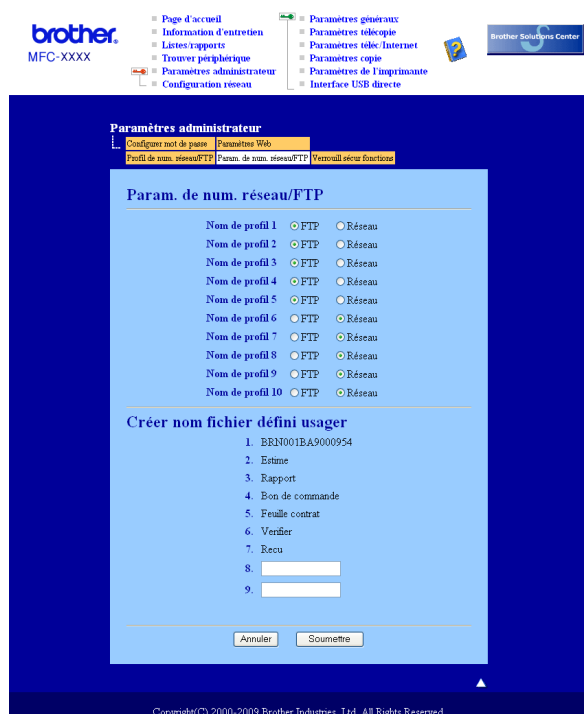 brother.
MFC-XXXX
Page d'accueil
Information d'entretien
Listes/rapports
Trouver périphérique
Paramètres administrateur
Configuration réseau
Paramètres généraux
Paramètres télécopie
Paramètres téléc/Internet
Paramètres copie
Paramètres de l'imprimante
Interface USB directe
Brother Solutions Center
Paramètres administrateur
Configurer mot de passe Paramètres Web
Profil de num. réseau/FTP Param. de num. réseau/FTP Verrouill sécur fonctions
Param. de num. réseau/FTP
Nom de profil 1 FTP Réseau
Nom de profil 2 FTP Réseau
Nom de profil 3 FTP Réseau
Nom de profil 4 FTP Réseau
Nom de profil 5 FTP Réseau
Nom de profil 6 FTP Réseau
Nom de profil 7 FTP Réseau
Nom de profil 8 FTP Réseau
Nom de profil 9 FTP Réseau
Nom de profil 10 FTP Réseau
Créer nom fichier défini usager
1. BRN001BA9000954
2. Estime
3. Rapport
4. Bon de commande
5. Feuille contrat
6. Verifier
7. Recu
8.
9.
Annuler Soumettre
Copyright(C) 2000-2009 Brother Industries, Ltd. All Rights Reserved.